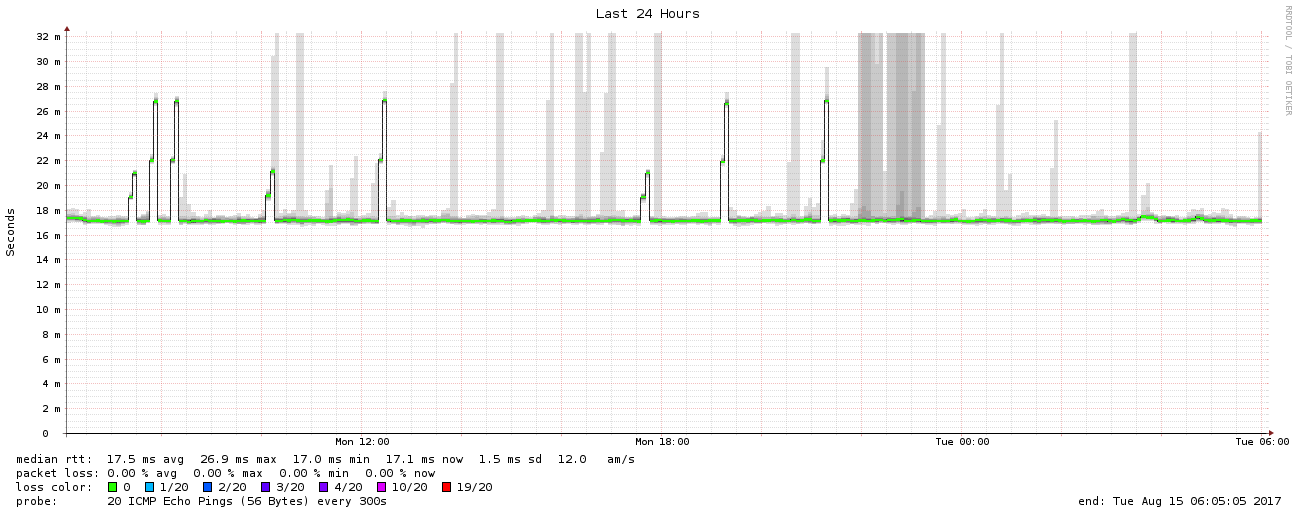 Last 24 Hours
RRDTOOL / TOBI OETIKER
Seconds
32 m
30 m
28 m
26 m
24 m
22 m
20 m
18 m
16 m
14 m
12 m
10 m
8 m
6 m
4 m
2 m
0
Mon 12:00 Mon 18:00 Tue 00:00 Tue 06:00
median rtt: 17.5 ms avg 26.9 ms max 17.0 ms min 17.1 ms now 1.5 ms sd 12.0 am/s
packet loss: 0.00 % avg 0.00 % max 0.00 % min 0.00 % now
loss color: 0 1/20 2/20 3/20 4/20 10/20 19/20
probe: 20 ICMP Echo Pings (56 Bytes) every 300s end: Tue Aug 15 06:05:05 2017